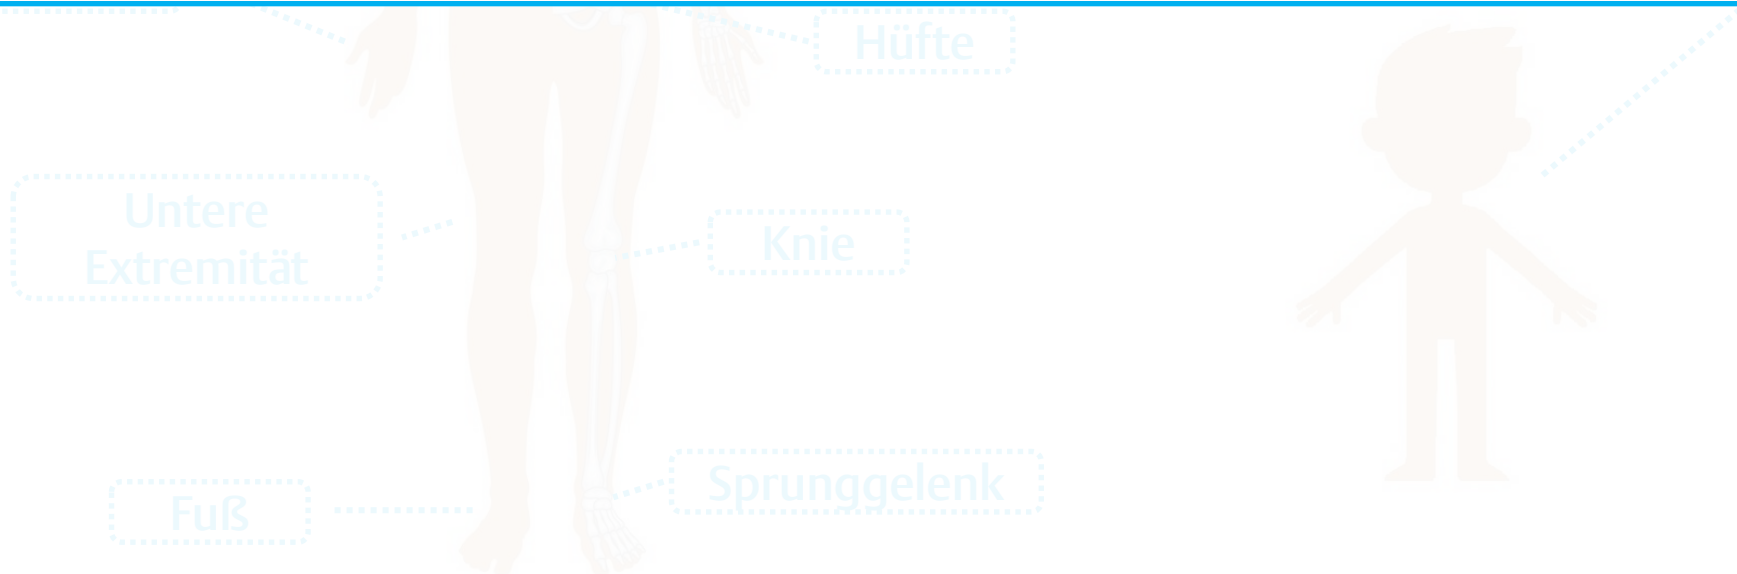 Hüfte
Untere
Extremität
Knie
Sprunggelenk
Fuß